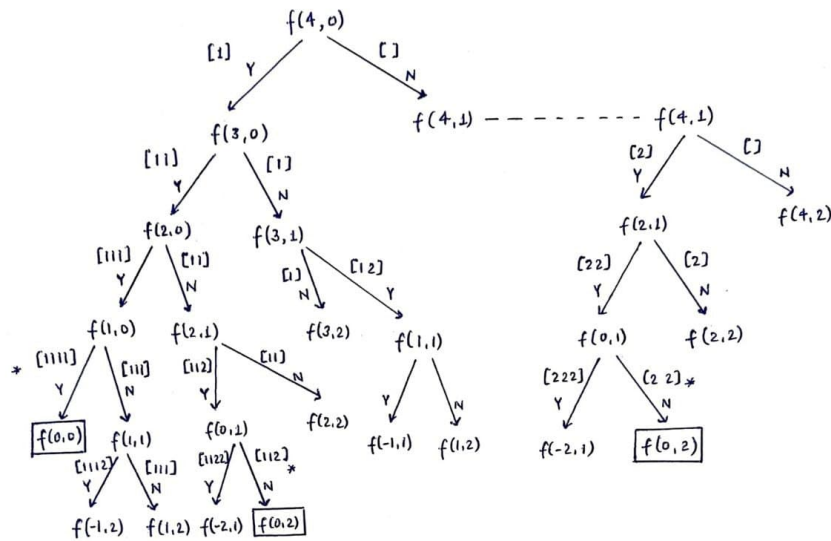 f(4,0)
[1] Y [ ] N
f(3,0) f(4,1) - - - - - - - f(4,1)
[11] Y [1] N [2] Y [ ] N
f(2,0) f(3,1) f(2,1) f(4,2)
[111] Y [11] N [1] N [12] Y [22] Y [2] N
f(1,0) f(2,1) f(3,2) f(1,1) f(0,1) f(2,2)
* [1111] Y [111] N [112] Y [11] N Y N [222] Y [2 2] * N
f(0,0) f(1,1) f(0,1) f(2,2) f(-1,1) f(1,2) f(-2,1) f(0,2)
[1112] Y [111] N [1122] Y [112] * N
f(-1,2) f(1,2) f(-2,1) f(0,2)